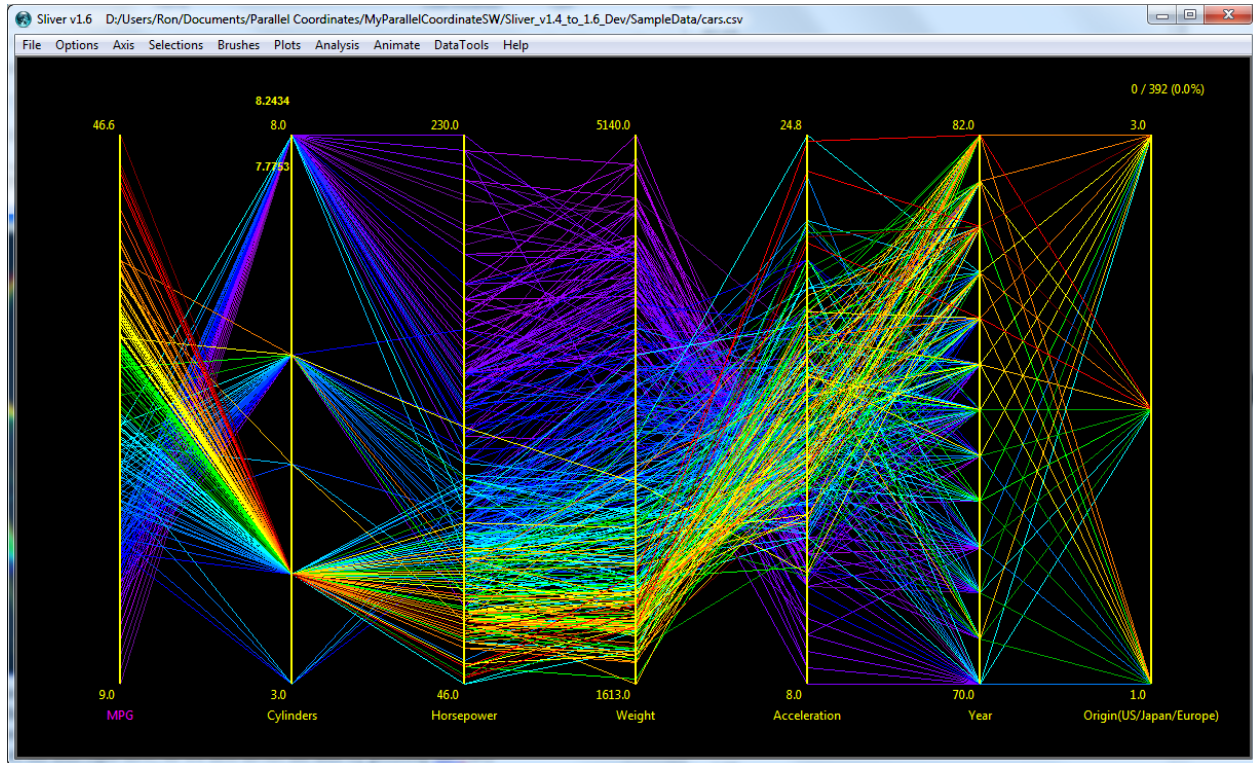 Sliver v1.6 D:/Users/Ron/Documents/Parallel Coordinates/MyParallelCoordinateSW/Sliver_v1.4_to_1.6_Dev/SampleData/cars.csv
File Options Axis Selections Brushes Plots Analysis Animate DataTools Help
0 / 392 (0.0%)
8.2434
46.6 8.0 230.0 5140.0 24.8 82.0 3.0
7.7753
9.0 3.0 46.0 1613.0 8.0 70.0 1.0
MPG Cylinders Horsepower Weight Acceleration Year Origin(US/Japan/Europe)